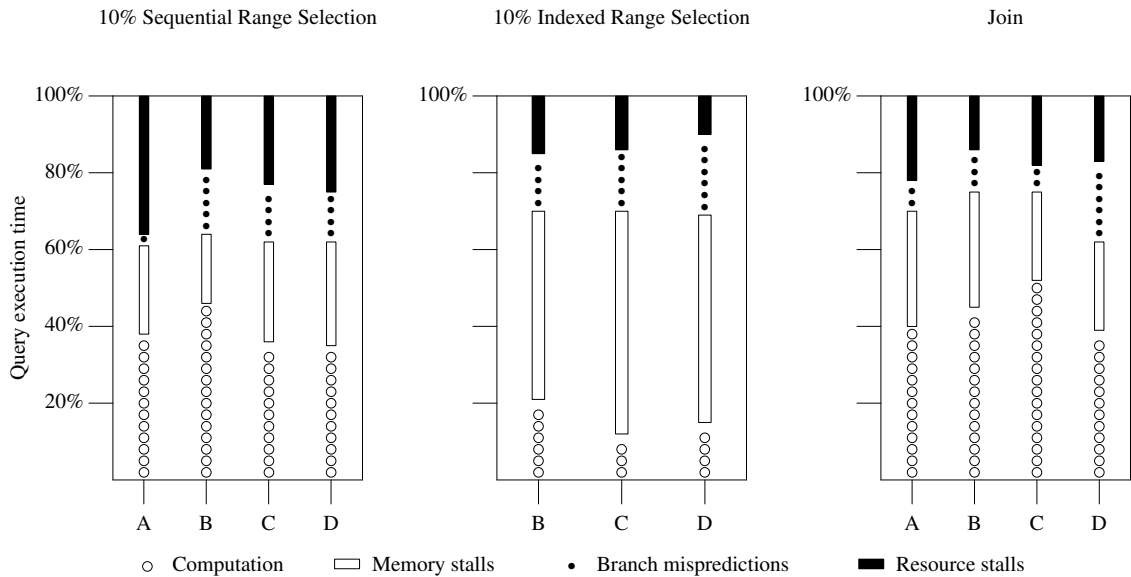 10% Sequential Range Selection
10% Indexed Range Selection
Join
100%
80%
60%
40%
20%
Query execution time
100%
100%
A B C D
B C D
A B C D
Computation
Memory stalls
Branch mispredictions
Resource stalls